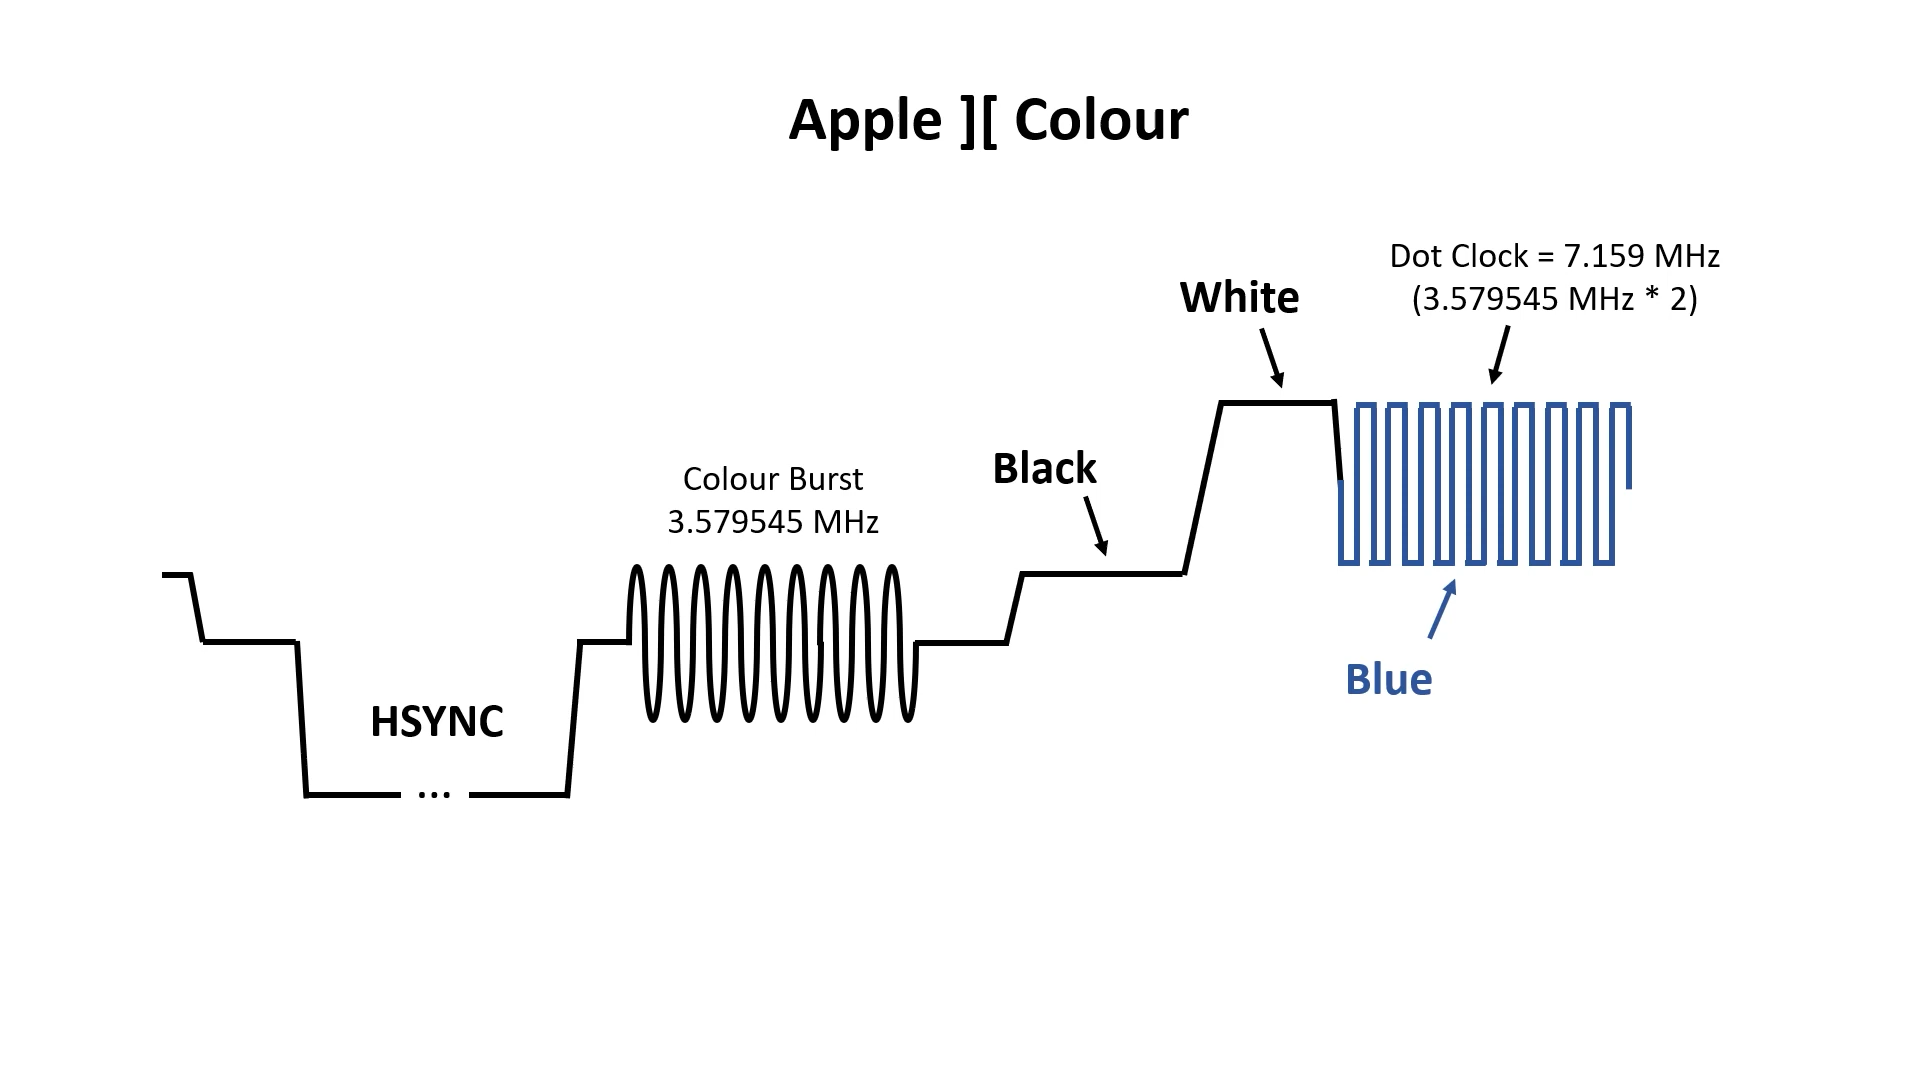 Apple ][ Colour
Dot Clock = 7.159 MHz
(3.579545 MHz * 2)
White
Black
Colour Burst
3.579545 MHz
Blue
HSYNC
...